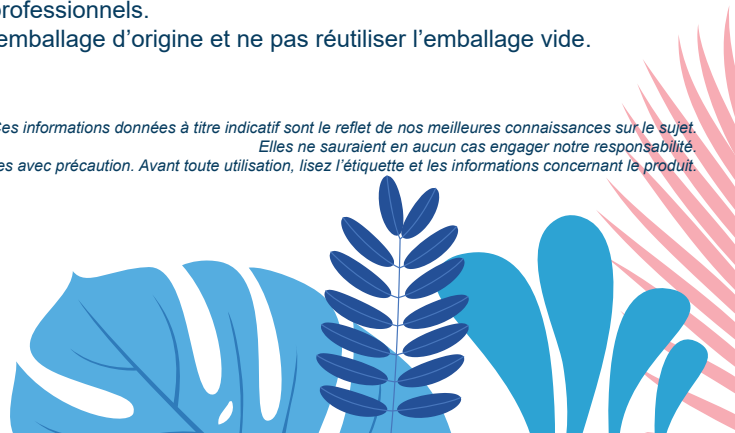 professionnels.
emballage d’origine et ne pas réutiliser l’emballage vide.
Ces informations données à titre indicatif sont le reflet de nos meilleures connaissances sur le sujet.
Elles ne sauraient en aucun cas engager notre responsabilité.
es avec précaution. Avant toute utilisation, lisez l’étiquette et les informations concernant le produit.